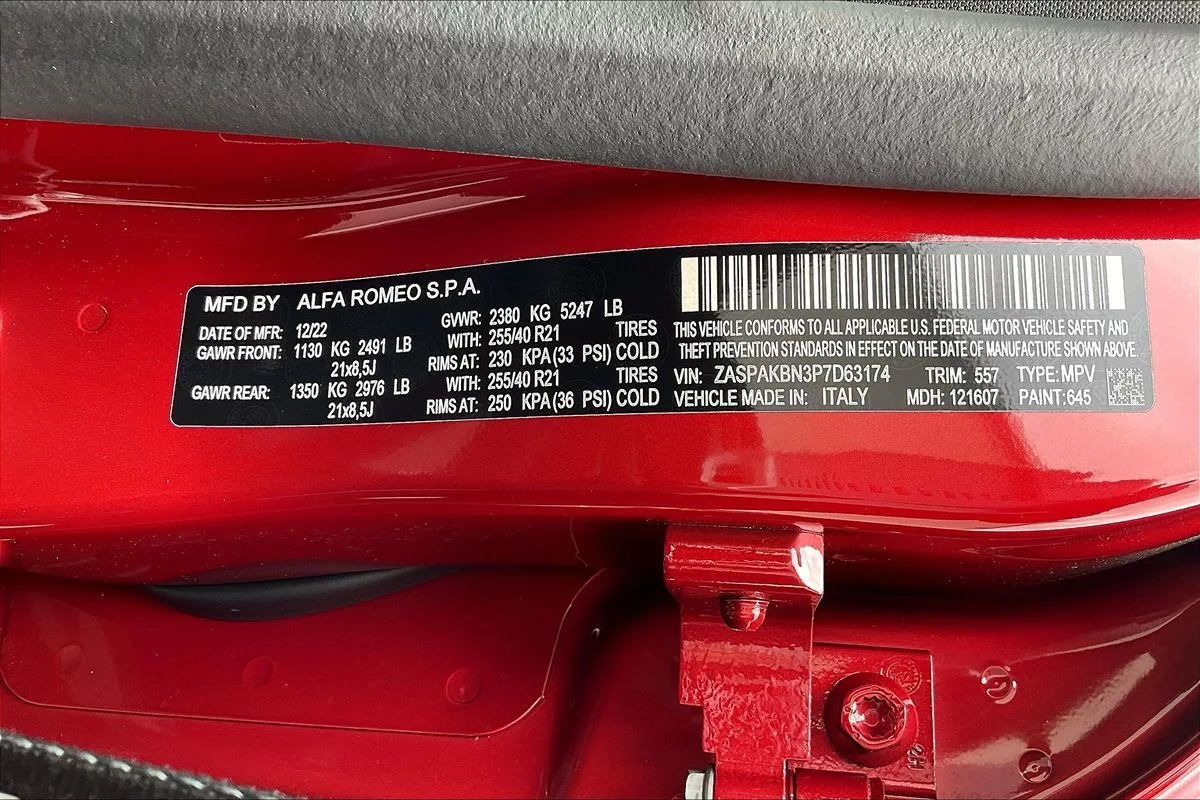 MFD BY ALFA ROMEO S.P.A.
DATE OF MFR: 12/22 GVWR: 2380 KG 5247 LB
GAWR FRONT: 1130 KG 2491 LB WITH: 255/40 R21 TIRES
21x8,5J RIMS AT: 230 KPA(33 PSI) COLD
GAWR REAR: 1350 KG 2976 LB WITH: 255/40 R21 TIRES
21x8,5J RIMS AT: 250 KPA(36 PSI) COLD
THIS VEHICLE CONFORMS TO ALL APPLICABLE U.S. FEDERAL MOTOR VEHICLE SAFETY AND
THEFT PREVENTION STANDARDS IN EFFECT ON THE DATE OF MANUFACTURE SHOWN ABOVE.
VIN: ZASPAKBN3P7D63174 TRIM: 557 TYPE: MPV
VEHICLE MADE IN: ITALY MDH: 121607 PAINT:645